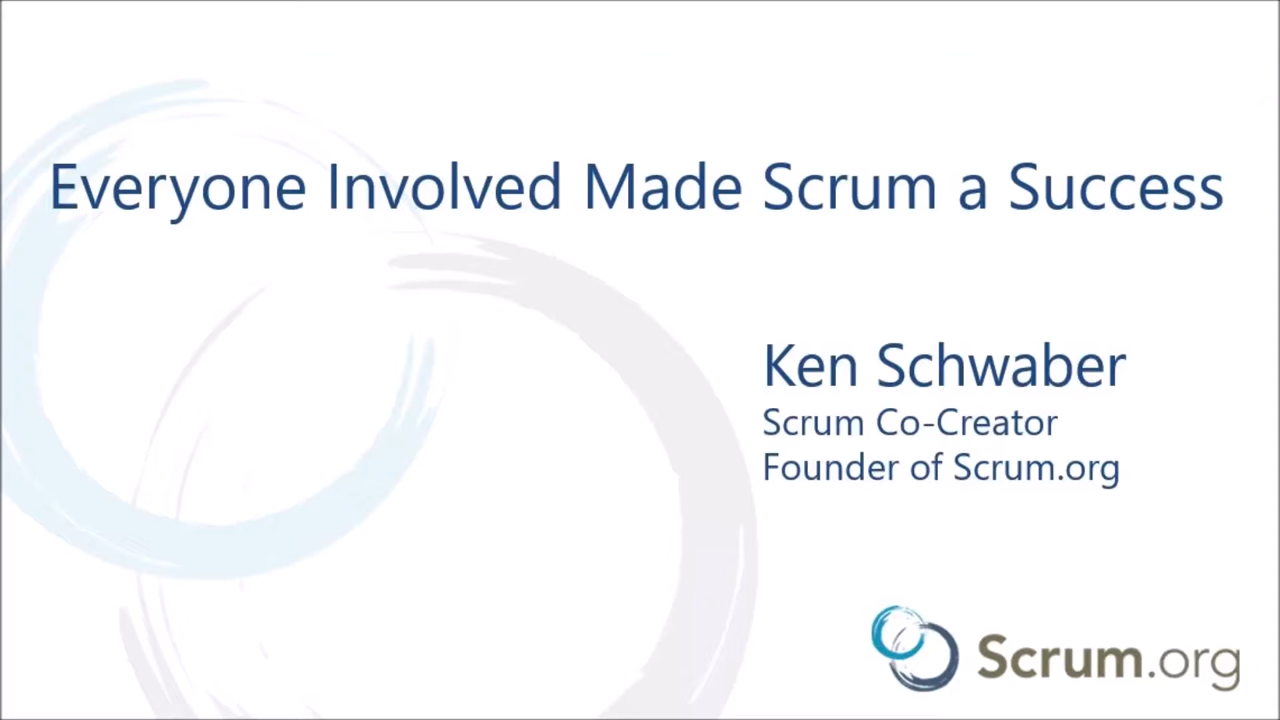 Everyone Involved Made Scrum a Success
Ken Schwaber
Scrum Co-Creator
Founder of Scrum.org
Scrum.org